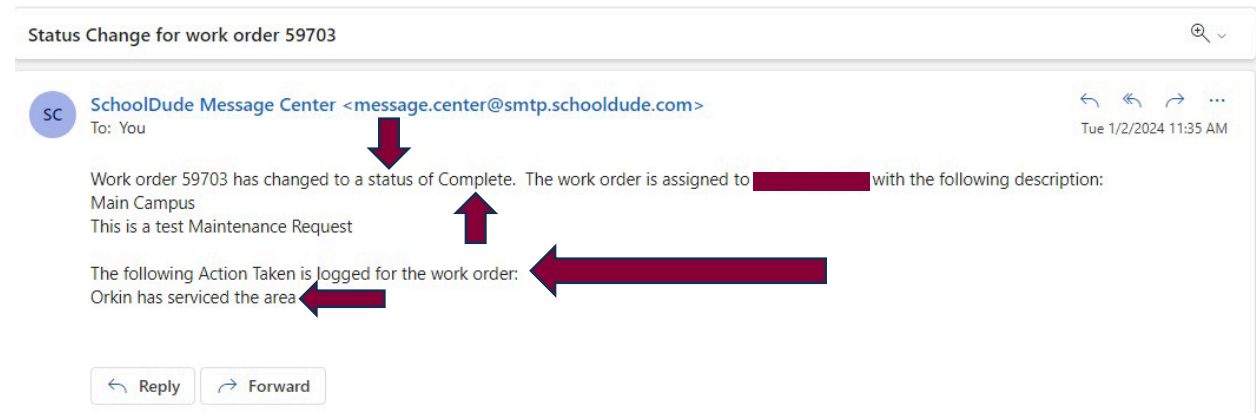 Status Change for work order 59703
SC
SchoolDude Message Center <message.center@smtp.schooldude.com>
To: You
Tue 1/2/2024 11:35 AM
Work order 59703 has changed to a status of Complete. The work order is assigned to with the following description:
Main Campus
This is a test Maintenance Request
The following Action Taken is logged for the work order:
Orkin has serviced the area
Reply
Forward